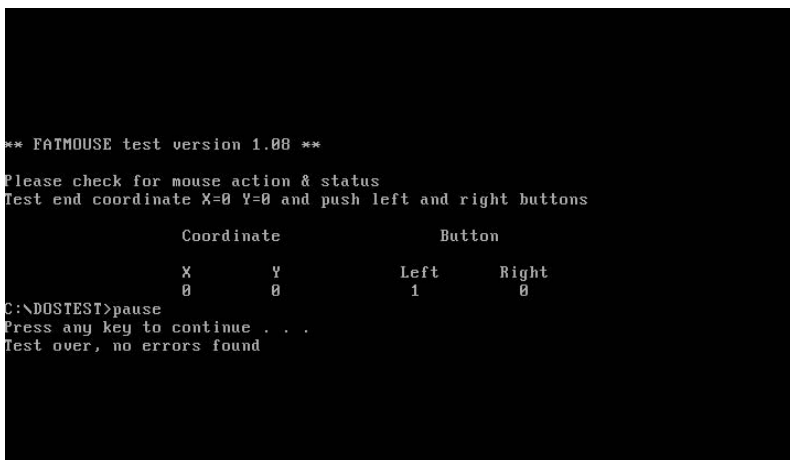 ** FATMOUSE test version 1.08 **
Please check for mouse action & status
Test end coordinate X=0 Y=0 and push left and right buttons
Coordinate Button
X Y Left Right
0 0 1 0
C:\DOSTEST>pause
Press any key to continue . . .
Test over, no errors found